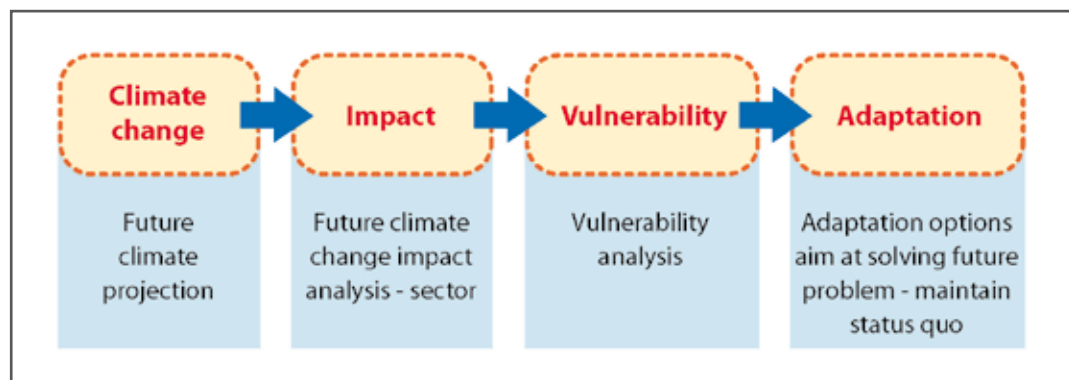 Climate
change
Impact
Vulnerability
Adaptation
Future
climate
projection
Future climate
change impact
analysis - sector
Vulnerability
analysis
Adaptation options
aim at solving future
problem - maintain
status quo